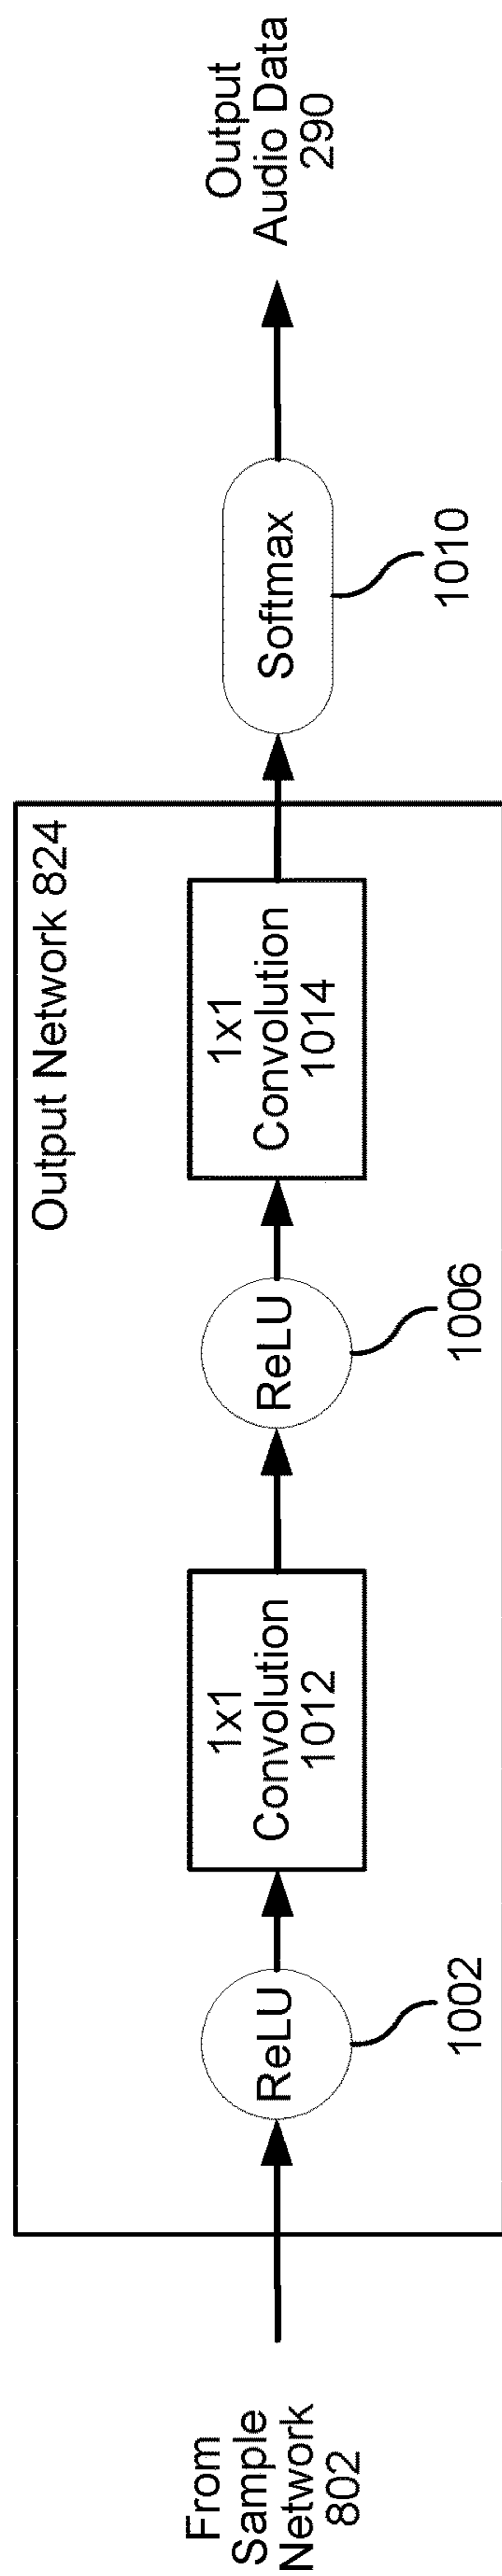 Output Network 824
From
Sample
Network
802
ReLU
1002
1x1
Convolution
1012
ReLU
1006
1x1
Convolution
1014
Softmax
1010
Output
Audio Data
290